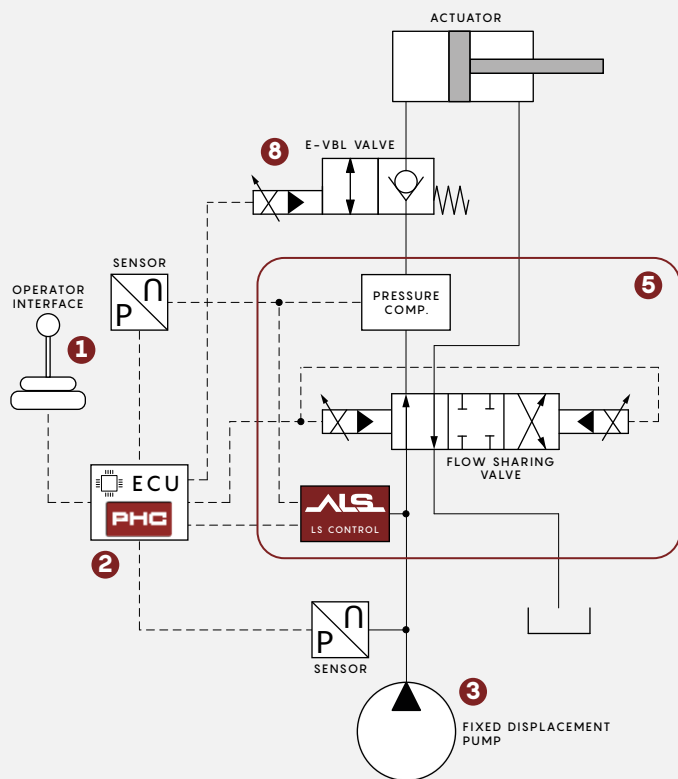 ACTUATOR
E-VBL VALVE
8
SENSOR
P U
5
PRESSURE
COMP.
OPERATOR
INTERFACE
1
FLOW SHARING
VALVE
ECU
PHC
ALS
LS CONTROL
2
P U
SENSOR
3
FIXED DISPLACEMENT
PUMP